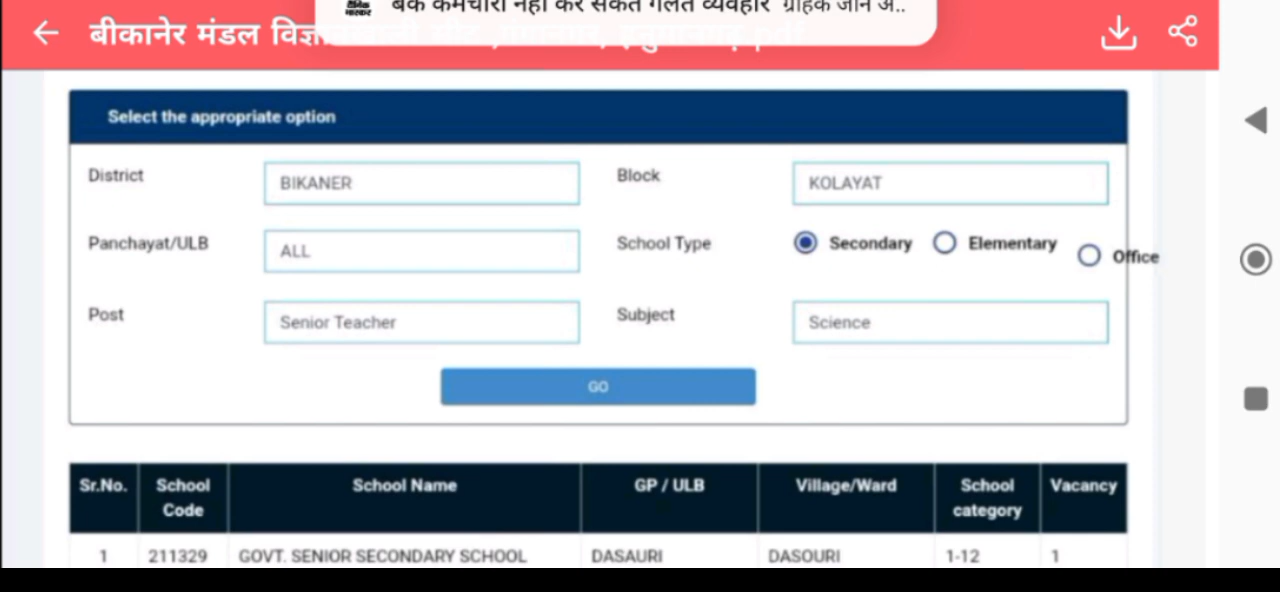 दैनिक भास्कर बैंक कर्मचारी नहीं कर सकते गलत व्यवहार ग्राहक जान अ..
बीकानेर मंडल
Select the appropriate option
District BIKANER Block KOLAYAT
Panchayat/ULB ALL School Type Secondary Elementary Office
Post Senior Teacher Subject Science
GO
Sr.No. School Code School Name GP / ULB Village/Ward School category Vacancy
1 211329 GOVT. SENIOR SECONDARY SCHOOL DASAURI DASOURI 1-12 1